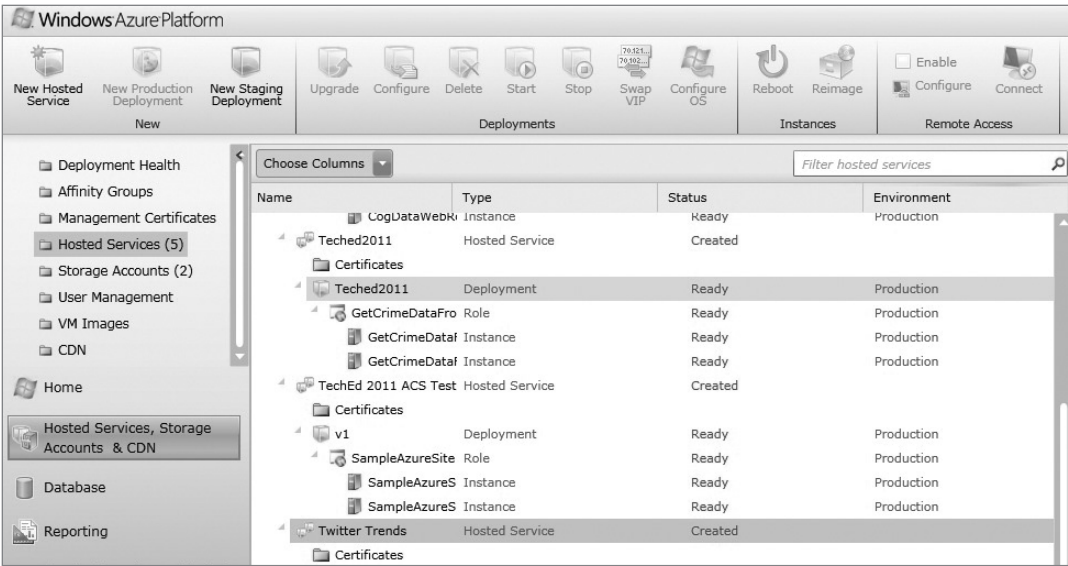 Windows Azure Platform
New Hosted Service
New Production Deployment
New Staging Deployment
New
Upgrade
Configure
Delete
Start
Stop
Swap VIP
Configure OS
Deployments
Reboot
Reimage
Instances
Enable
Configure
Connect
Remote Access
Deployment Health
Affinity Groups
Management Certificates
Hosted Services (5)
Storage Accounts (2)
User Management
VM Images
CDN
Home
Hosted Services, Storage
Accounts & CDN
Database
Reporting
Choose Columns
Filter hosted services
Name Type Status Environment
CogDataWebR Instance Ready Production
Teched2011 Hosted Service Created
Certificates
Teched2011 Deployment Ready Production
GetCrimeDataFro Role Ready Production
GetCrimeDataF Instance Ready Production
GetCrimeDataF Instance Ready Production
TechEd 2011 ACS Test Hosted Service Created
Certificates
v1 Deployment Ready Production
SampleAzureSite Role Ready Production
SampleAzureS Instance Ready Production
SampleAzureS Instance Ready Production
Twitter Trends Hosted Service Created
Certificates